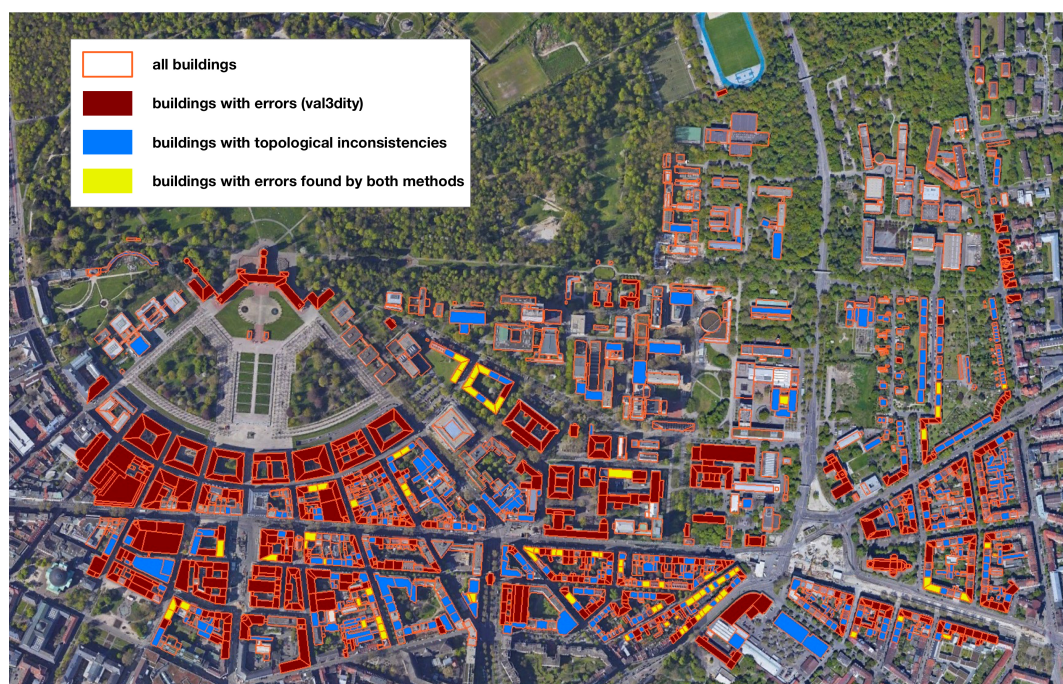 all buildings
buildings with errors (val3dity)
buildings with topological inconsistencies
buildings with errors found by both methods